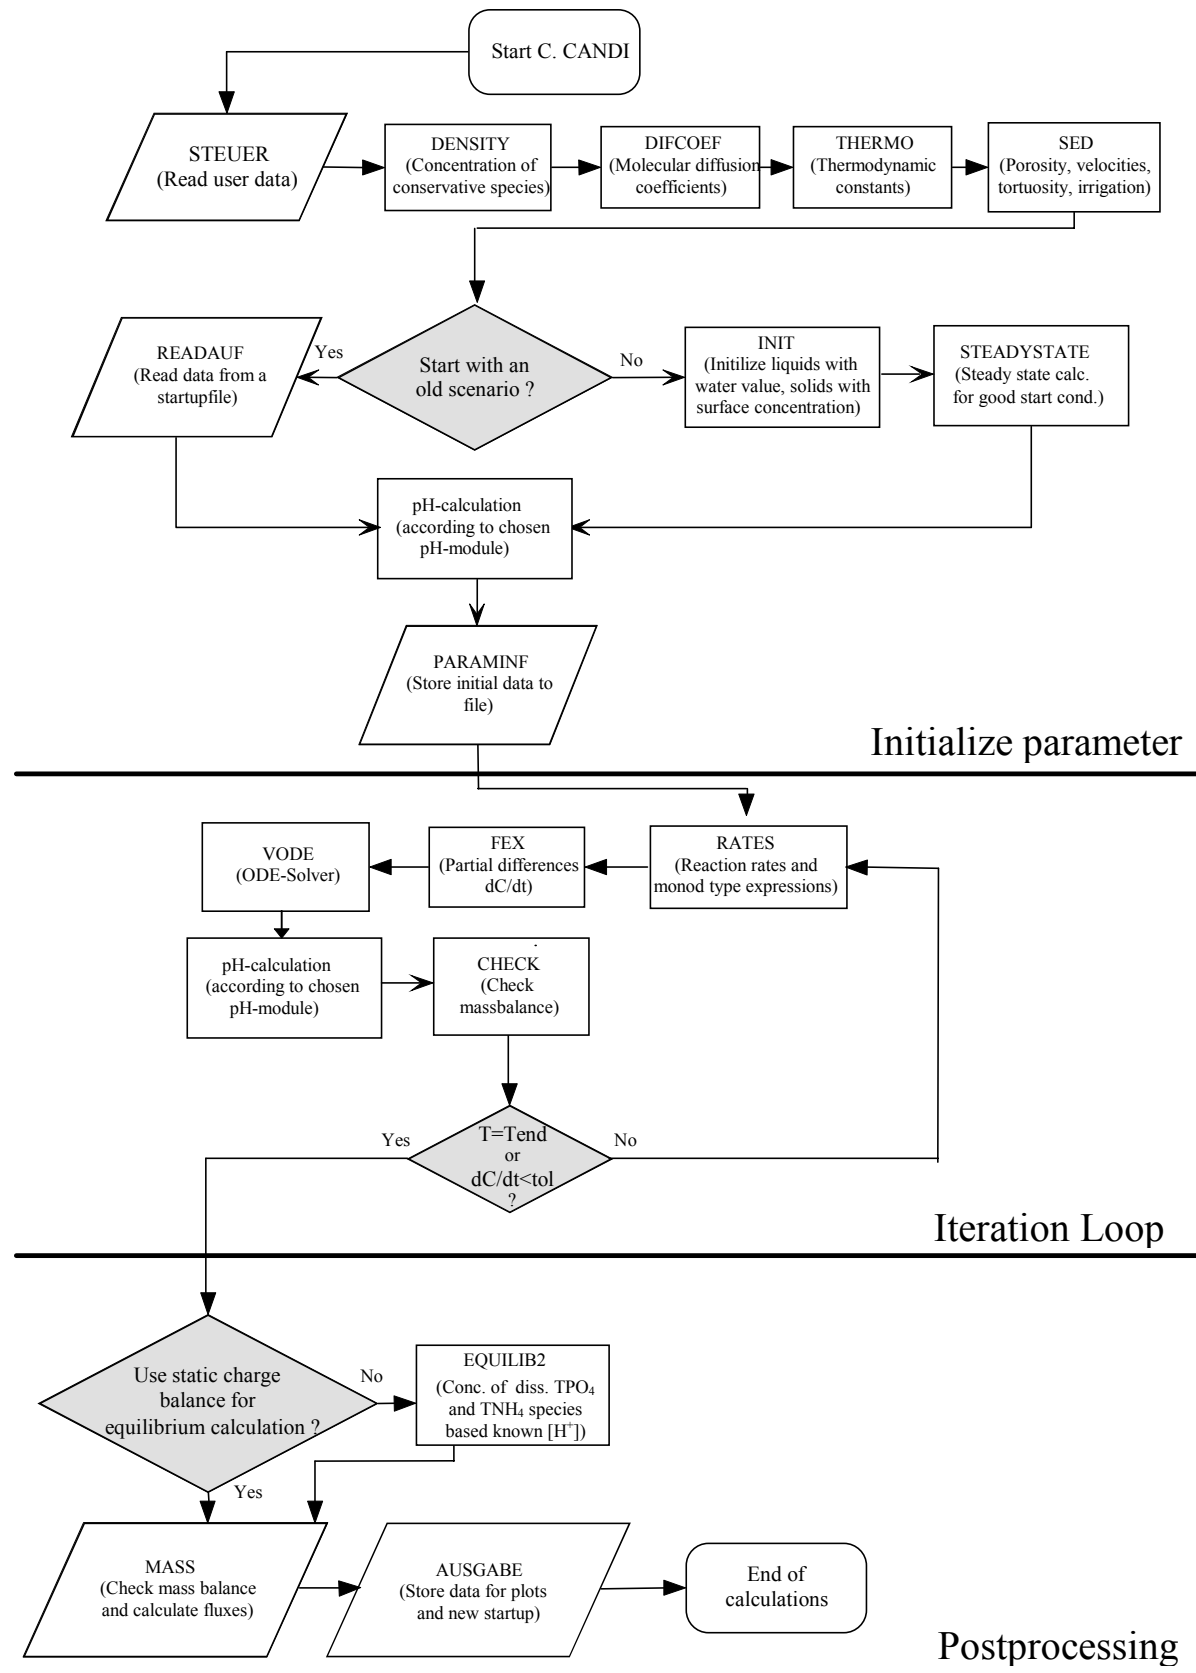 Start C. CANDI
STEUER
(Read user data)
DENSITY
(Concentration of
conservative species)
DIFCOEF
(Molecular diffusion
coefficients)
THERMO
(Thermodynamic
constants)
SED
(Porosity, velocities,
tortuosity, irrigation)
READAUF
(Read data from a
startupfile)
Yes
Start with an
old scenario ?
No
INIT
(Initilize liquids with
water value, solids with
surface concentration)
STEADYSTATE
(Steady state calc.
for good start cond.)
pH-calculation
(according to chosen
pH-module)
PARAMINF
(Store initial data to
file)
Initialize parameter
VODE
(ODE-Solver)
FEX
(Partial differences
dC/dt)
RATES
(Reaction rates and
monod type expressions)
pH-calculation
(according to chosen
pH-module)
CHECK
(Check
massbalance)
Yes
T=Tend
or
dC/dt<tol
?
No
Iteration Loop
Use static charge
balance for
equilibrium calculation ?
No
EQUILIB2
(Conc. of diss. TPO₄
and TNH₄ species
based known [H⁺])
Yes
MASS
(Check mass balance
and calculate fluxes)
AUSGABE
(Store data for plots
and new startup)
End of
calculations
Postprocessing